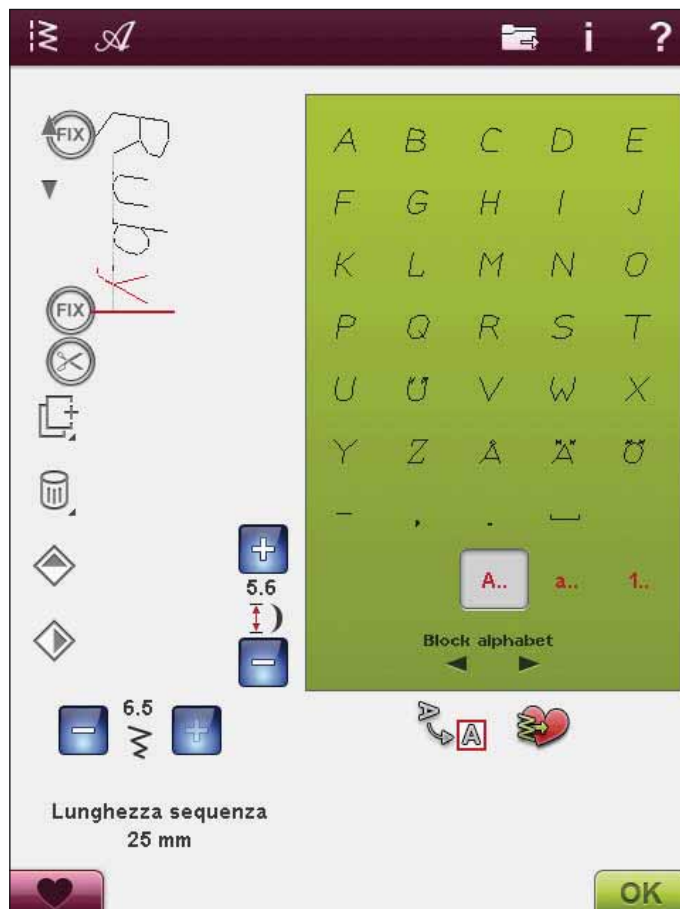 i ?
FIX
Ruby
FIX
A B C D E
F G H I J
K L M N O
P Q R S T
U Ü V W X
Y Z Å Ä Ö
- , .
A.. a.. 1..
Block alphabet
5.6
6.5
A A
Lunghezza sequenza
25 mm
OK